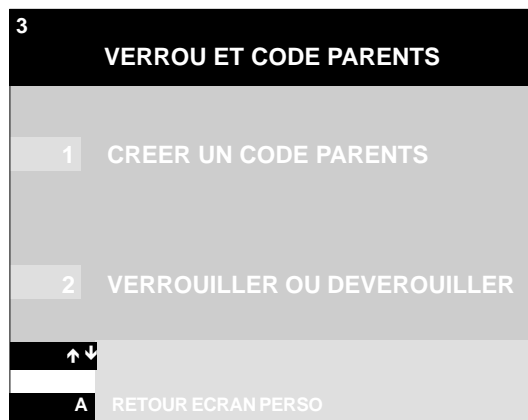 3
VERROU ET CODE PARENTS
1 CREER UN CODE PARENTS
2 VERROUILLER OU DEVEROUILLER
↑↓
A RETOUR ECRAN PERSO